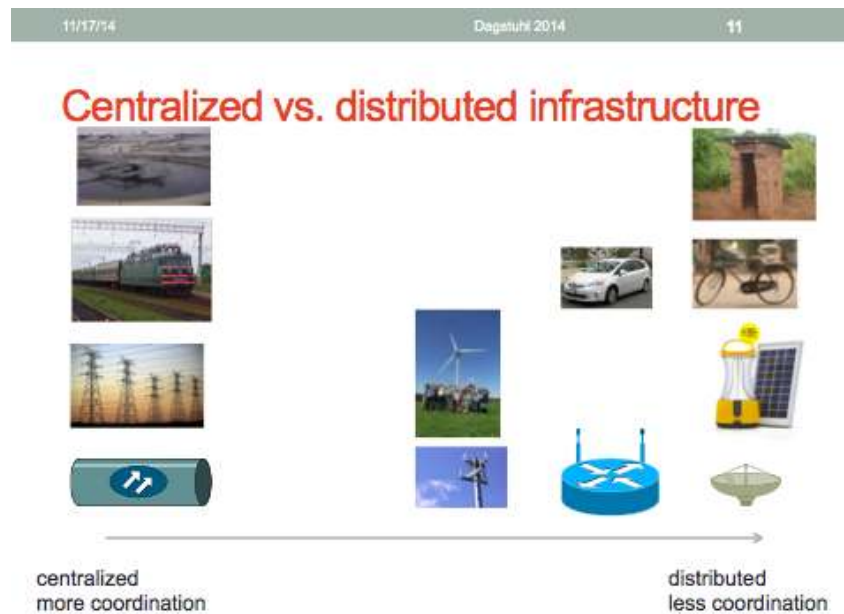 11/17/14 Dagstuhl 2014 11
Centralized vs. distributed infrastructure
centralized
more coordination
distributed
less coordination